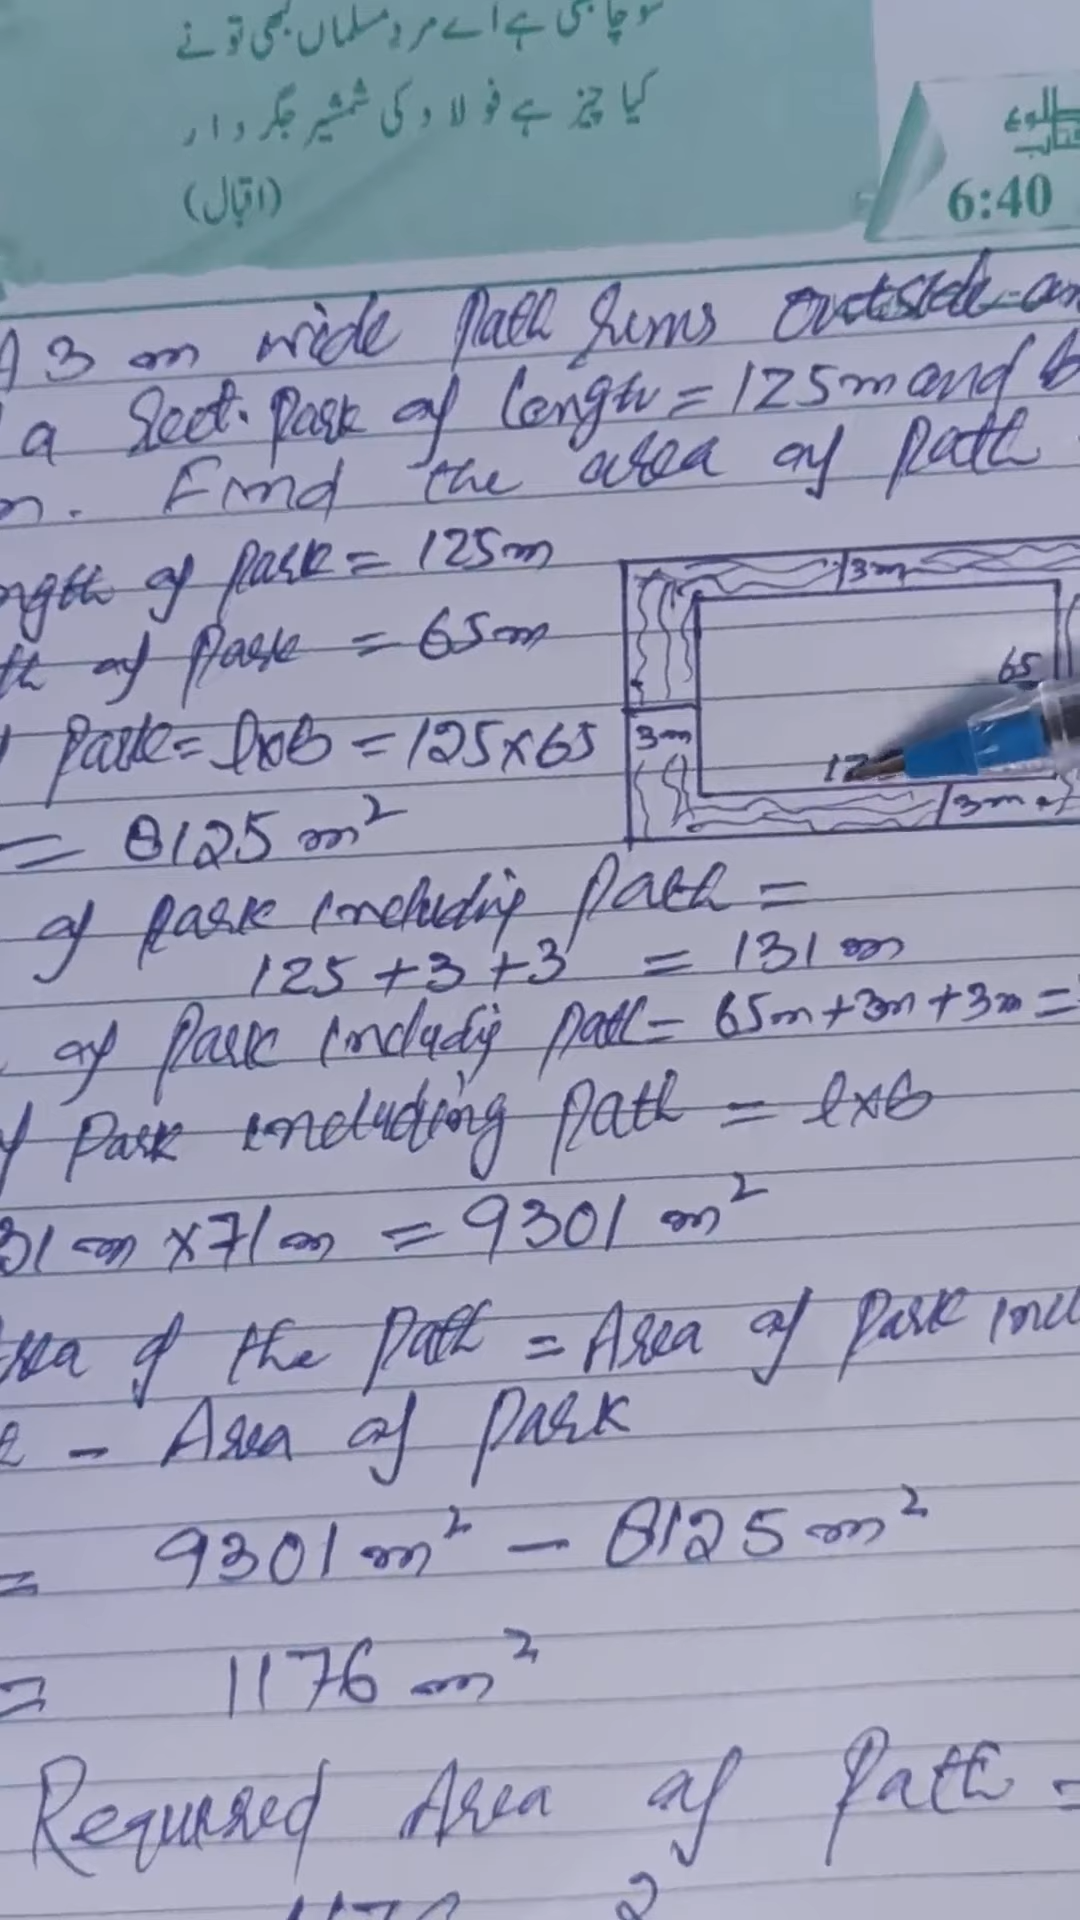 سوچا بھی ہے اے مردِ مسلماں کبھی تو نے
کیا چیز ہے فولاد کی شمشیر جگر دار
(اقبال)
طلوع
6:40
3 m wide Path Runs outside
a Rect. Park of length = 125m and b
m. Find the area of Path
ngth of Park = 125m
th of Park = 65m
Park = l×b = 125×65
= 8125 m²
3m
65
3m
3m
of Park including Path =
125 + 3 + 3 = 131 m
of Park includig path = 65m + 3m + 3m =
f Park including Path = l×b
31 m × 71 m = 9301 m²
rea of the Path = Area of Park incl
- Area of Park
= 9301 m² - 8125 m²
= 1176 m²
Required Area of Path =